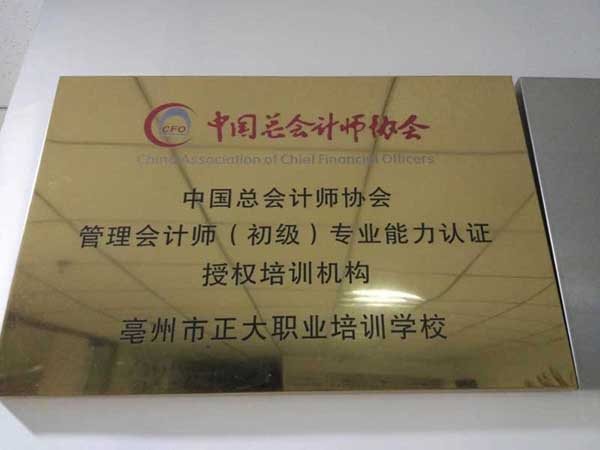 CFO 中国总会计师协会
China Association of Chief Financial Officers
中国总会计师协会
管理会计师（初级）专业能力认证
授权培训机构
亳州市正大职业培训学校